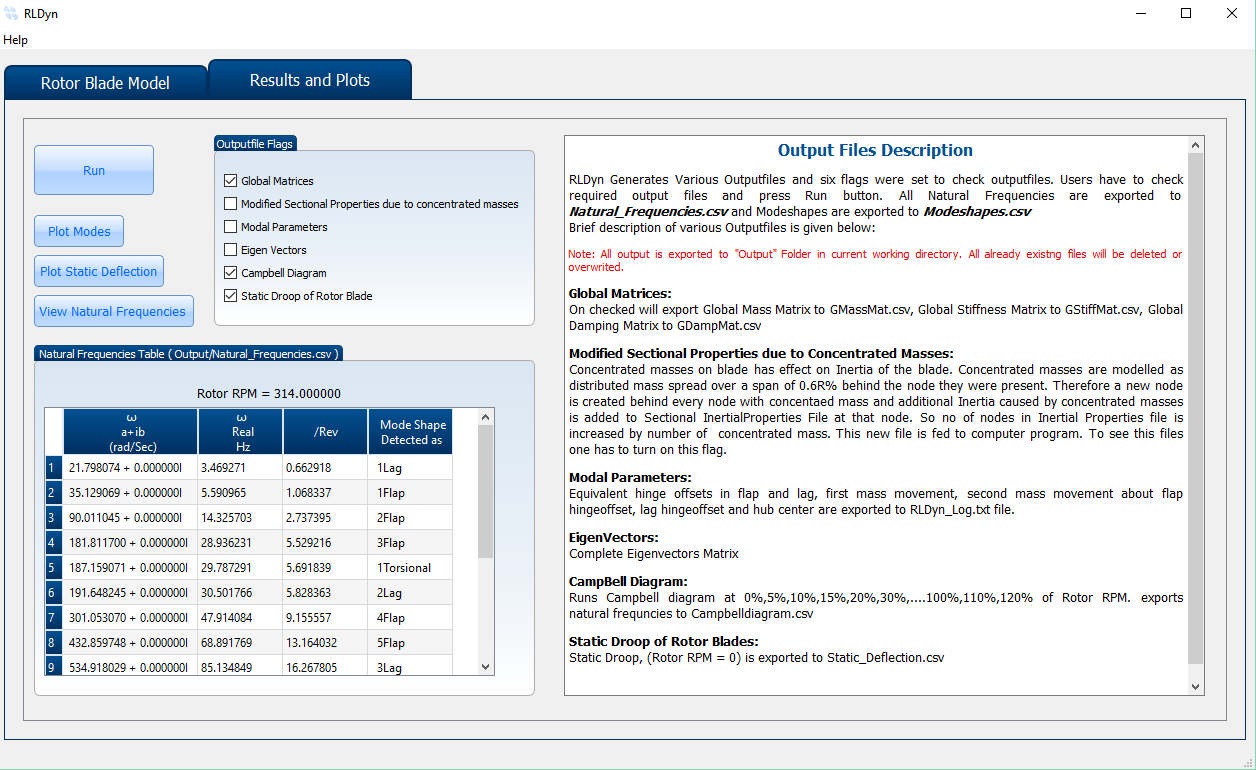 RLDyn
Help
Rotor Blade Model
Results and Plots
Run
Plot Modes
Plot Static Deflection
View Natural Frequencies
Outputfile Flags
Global Matrices
Modified Sectional Properties due to concentrated masses
Modal Parameters
Eigen Vectors
Campbell Diagram
Static Droop of Rotor Blade
Natural Frequencies Table ( Output/Natural_Frequencies.csv )
Rotor RPM = 314.000000
ω a+ib (rad/Sec) ω Real Hz /Rev Mode Shape Detected as
1 21.798074 + 0.000000I 3.469271 0.662918 1Lag
2 35.129069 + 0.000000I 5.590965 1.068337 1Flap
3 90.011045 + 0.000000I 14.325703 2.737395 2Flap
4 181.811700 + 0.000000I 28.936231 5.529216 3Flap
5 187.159071 + 0.000000I 29.787291 5.691839 1Torsional
6 191.648245 + 0.000000I 30.501766 5.828363 2Lag
7 301.053070 + 0.000000I 47.914084 9.155557 4Flap
8 432.859748 + 0.000000I 68.891769 13.164032 5Flap
9 534.918029 + 0.000000I 85.134849 16.267805 3Lag
Output Files Description
RLDyn Generates Various Outputfiles and six flags were set to check outputfiles. Users have to check
required output files and press Run button. All Natural Frequencies are exported to
Natural_Frequencies.csv and Modeshapes are exported to Modeshapes.csv
Brief description of various Outputfiles is given below:
Note: All output is exported to "Output" Folder in current working directory. All already existng files will be deleted or
overwrited.
Global Matrices:
On checked will export Global Mass Matrix to GMassMat.csv, Global Stiffness Matrix to GStiffMat.csv, Global
Damping Matrix to GDampMat.csv
Modified Sectional Properties due to Concentrated Masses:
Concentrated masses on blade has effect on Inertia of the blade. Concentrated masses are modelled as
distributed mass spread over a span of 0.6R% behind the node they were present. Therefore a new node
is created behind every node with concentaed mass and additional Inertia caused by concentrated masses
is added to Sectional InertialProperties File at that node. So no of nodes in Inertial Properties file is
increased by number of concentrated mass. This new file is fed to computer program. To see this files
one has to turn on this flag.
Modal Parameters:
Equivalent hinge offsets in flap and lag, first mass movement, second mass movement about flap
hingeoffset, lag hingeoffset and hub center are exported to RLDyn_Log.txt file.
EigenVectors:
Complete Eigenvectors Matrix
CampBell Diagram:
Runs Campbell diagram at 0%,5%,10%,15%,20%,30%,....100%,110%,120% of Rotor RPM. exports
natural frequncies to Campbelldiagram.csv
Static Droop of Rotor Blades:
Static Droop, (Rotor RPM = 0) is exported to Static_Deflection.csv